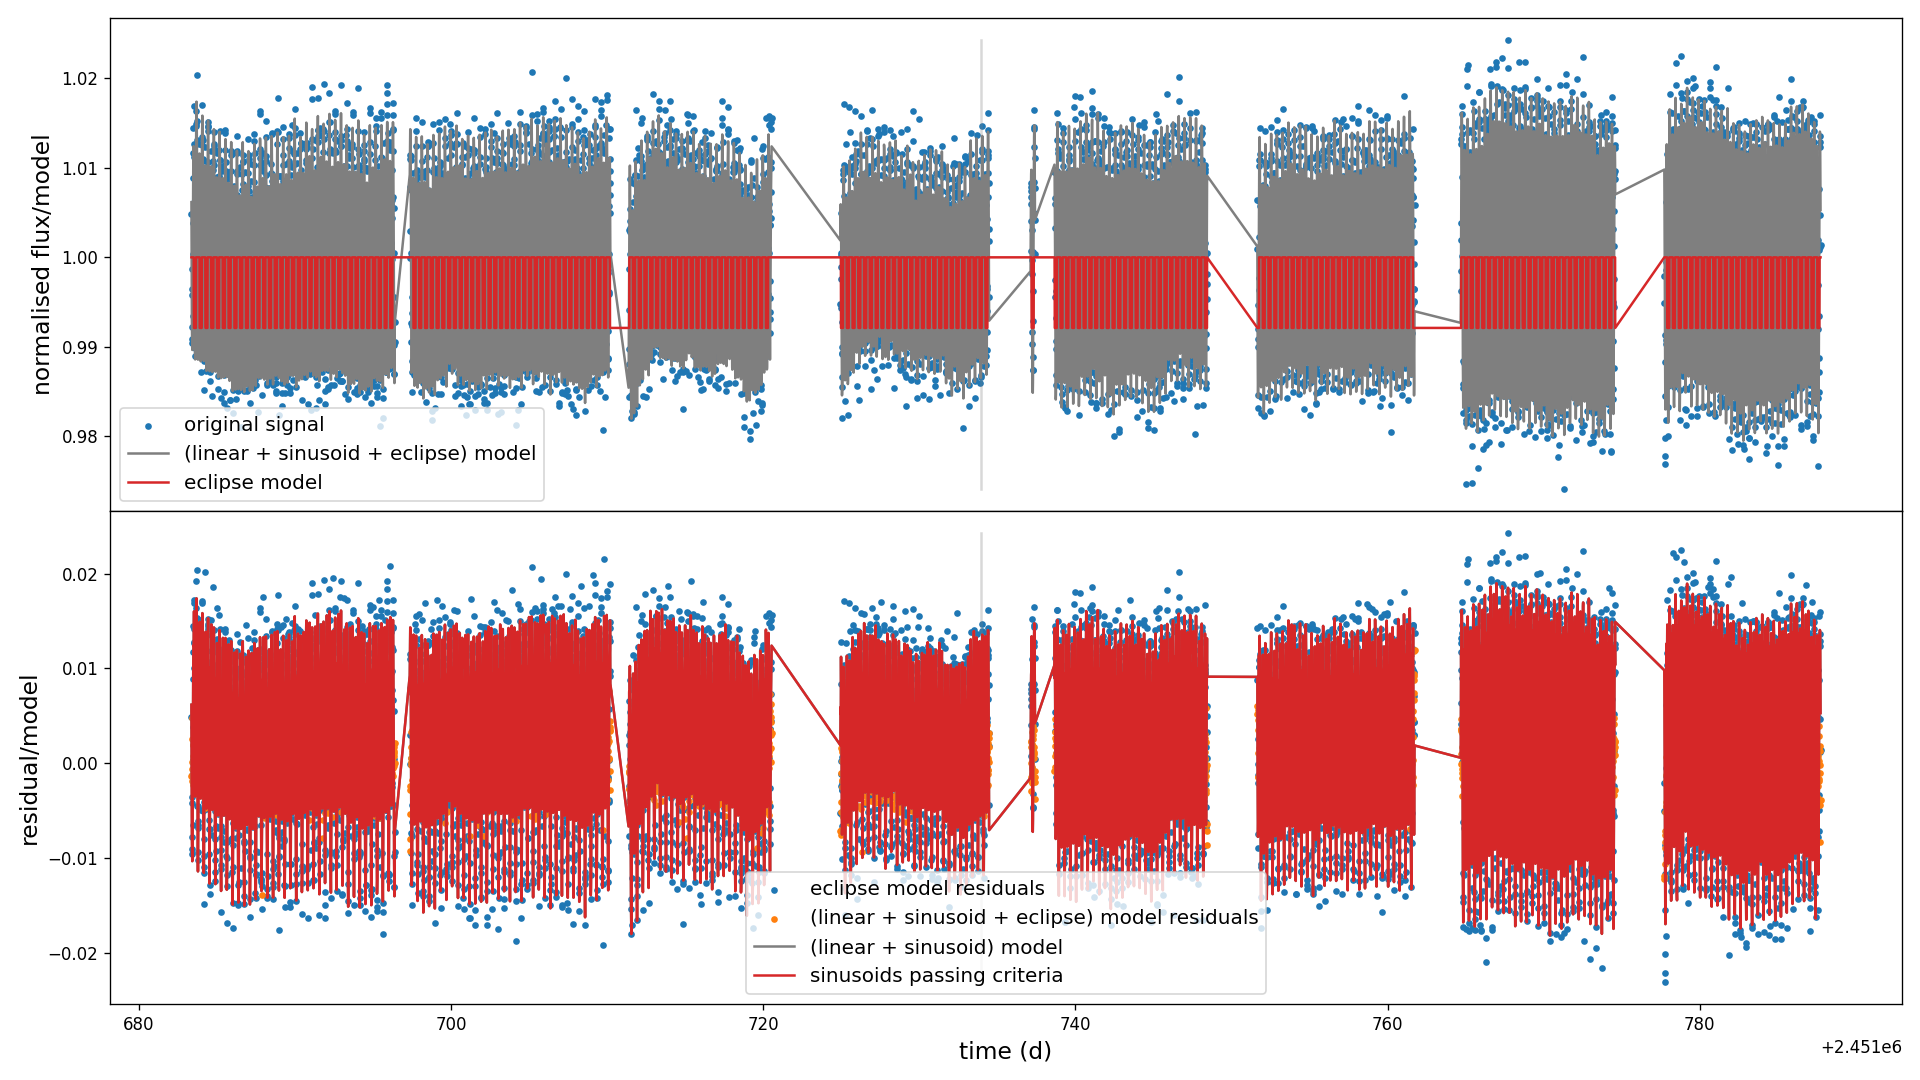 1.02
1.01
1.00
0.99
0.98
normalised flux/model
original signal
(linear + sinusoid + eclipse) model
eclipse model
0.02
0.01
0.00
−0.01
−0.02
residual/model
eclipse model residuals
(linear + sinusoid + eclipse) model residuals
(linear + sinusoid) model
sinusoids passing criteria
680 700 720 740 760 780
time (d)
+2.451e6